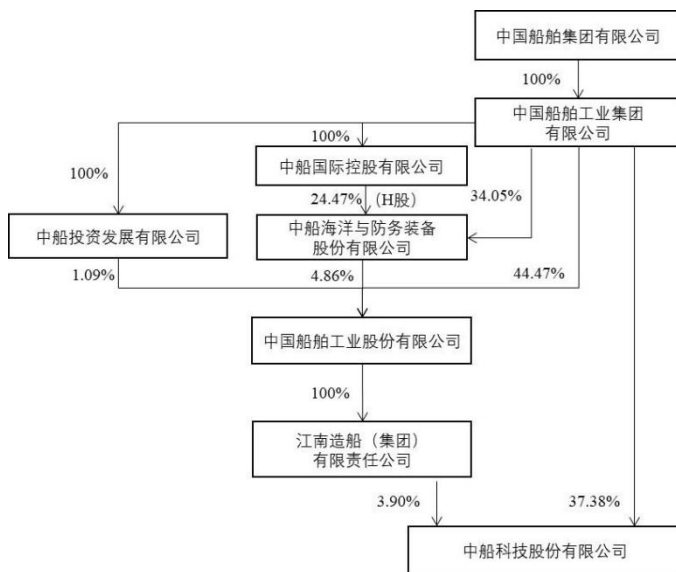 中国船舶集团有限公司
100%
中国船舶工业集团
有限公司
100%
中船国际控股有限公司
100%
24.47%
(H股)
34.05%
中船投资发展有限公司
中船海洋与防务装备
股份有限公司
1.09%
4.86%
44.47%
中国船舶工业股份有限公司
100%
江南造船（集团）
有限责任公司
3.90%
37.38%
中船科技股份有限公司